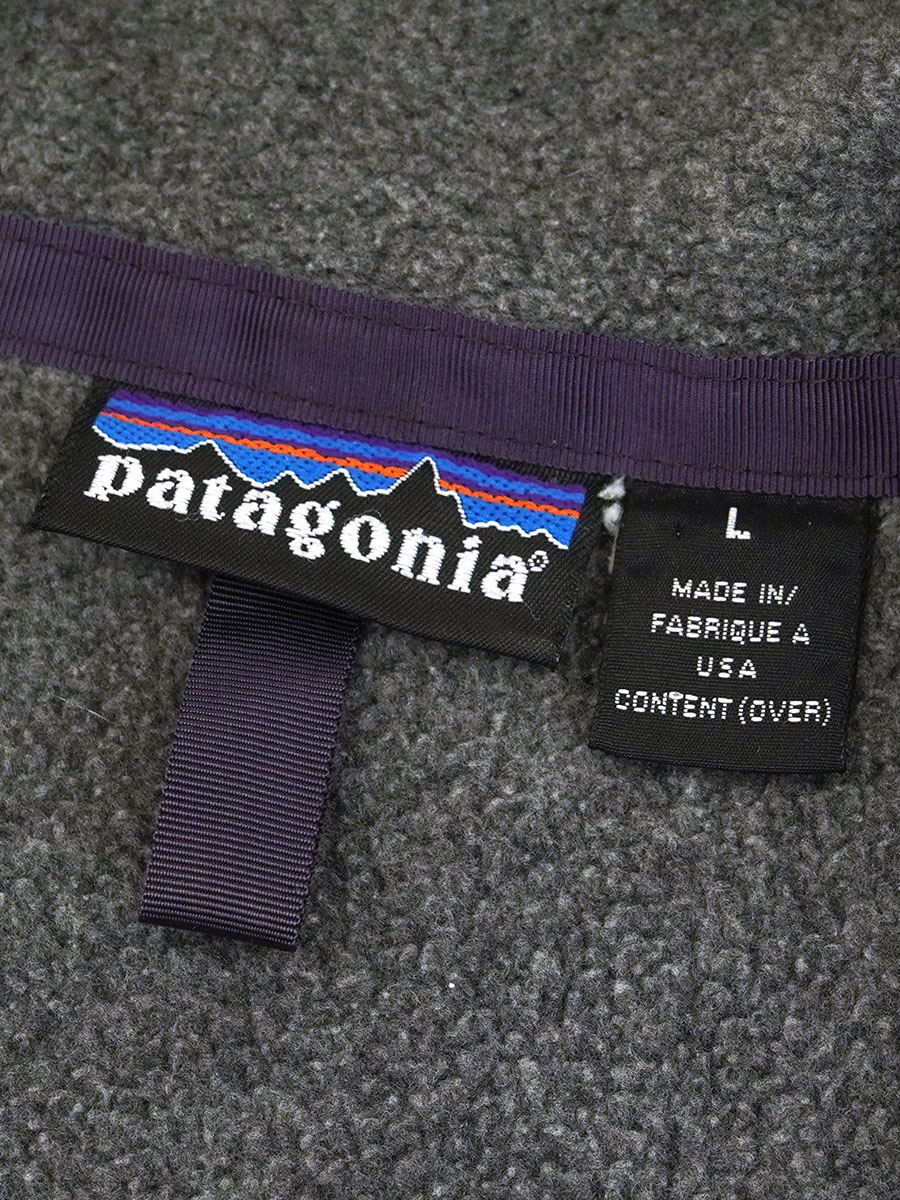 patagonia®
L
MADE IN/
FABRIQUE A
USA
CONTENT (OVER)